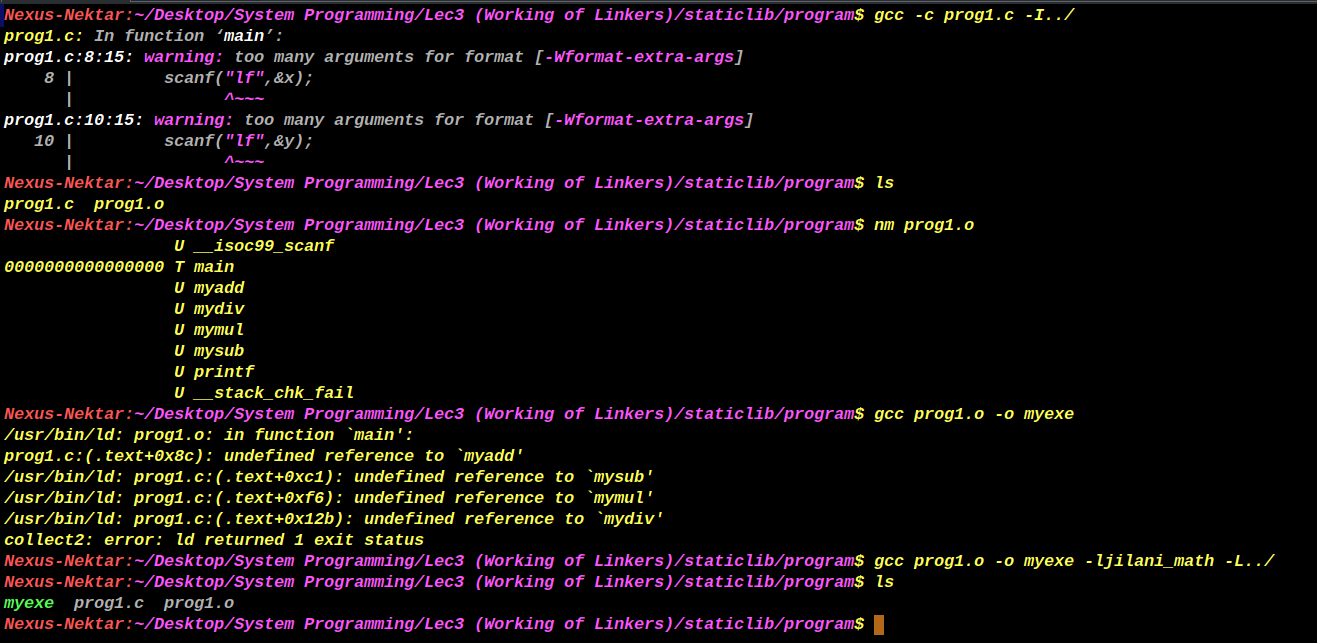 Nexus-Nektar:~/Desktop/System Programming/Lec3 (Working of Linkers)/staticlib/program$ gcc -c prog1.c -I../
prog1.c: In function ‘main’:
prog1.c:8:15: warning: too many arguments for format [-Wformat-extra-args]
    8 |         scanf("lf",&x);
      |               ^~~~
prog1.c:10:15: warning: too many arguments for format [-Wformat-extra-args]
   10 |         scanf("lf",&y);
      |               ^~~~
Nexus-Nektar:~/Desktop/System Programming/Lec3 (Working of Linkers)/staticlib/program$ ls
prog1.c  prog1.o
Nexus-Nektar:~/Desktop/System Programming/Lec3 (Working of Linkers)/staticlib/program$ nm prog1.o
                 U __isoc99_scanf
0000000000000000 T main
                 U myadd
                 U mydiv
                 U mymul
                 U mysub
                 U printf
                 U __stack_chk_fail
Nexus-Nektar:~/Desktop/System Programming/Lec3 (Working of Linkers)/staticlib/program$ gcc prog1.o -o myexe
/usr/bin/ld: prog1.o: in function `main':
prog1.c:(.text+0x8c): undefined reference to `myadd'
/usr/bin/ld: prog1.c:(.text+0xc1): undefined reference to `mysub'
/usr/bin/ld: prog1.c:(.text+0xf6): undefined reference to `mymul'
/usr/bin/ld: prog1.c:(.text+0x12b): undefined reference to `mydiv'
collect2: error: ld returned 1 exit status
Nexus-Nektar:~/Desktop/System Programming/Lec3 (Working of Linkers)/staticlib/program$ gcc prog1.o -o myexe -ljilani_math -L../
Nexus-Nektar:~/Desktop/System Programming/Lec3 (Working of Linkers)/staticlib/program$ ls
myexe  prog1.c  prog1.o
Nexus-Nektar:~/Desktop/System Programming/Lec3 (Working of Linkers)/staticlib/program$